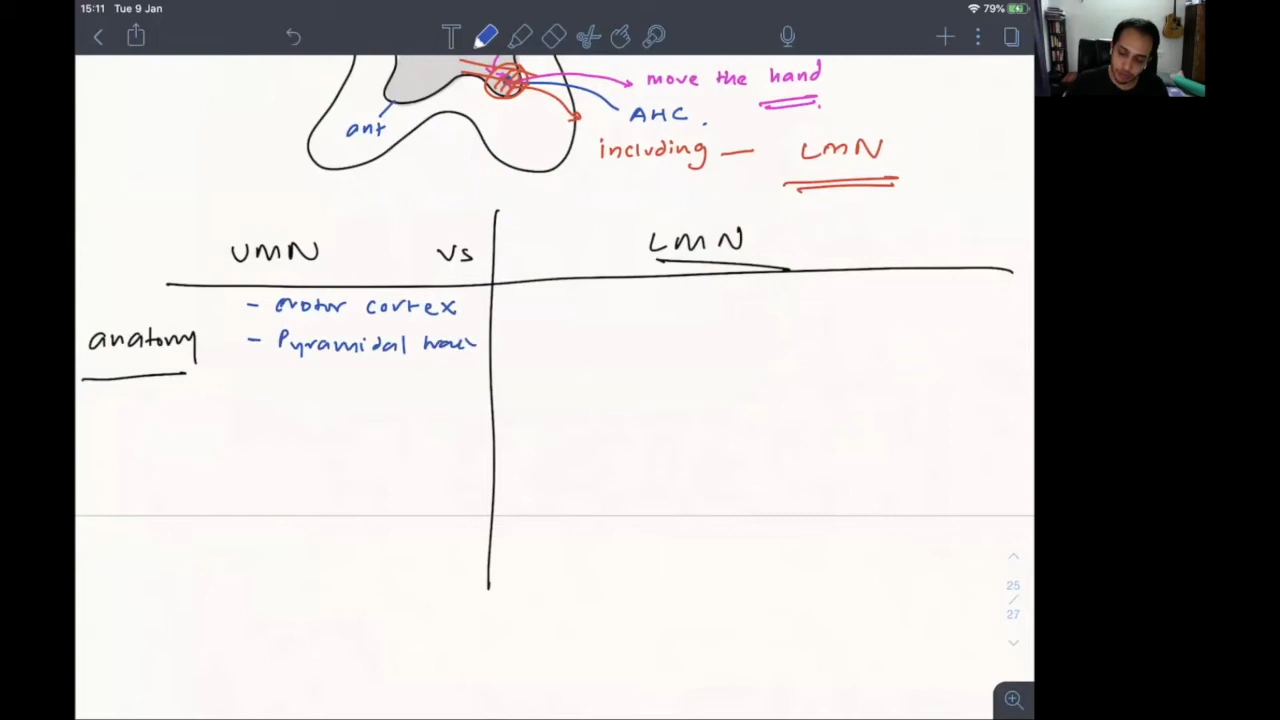 15:11 Tue 9 Jan 79%
T
move the hand
ant
AHC.
including — LMN
UMN vs LMN
- motor cortex
anatomy
- Pyramidal tract
25
/
27